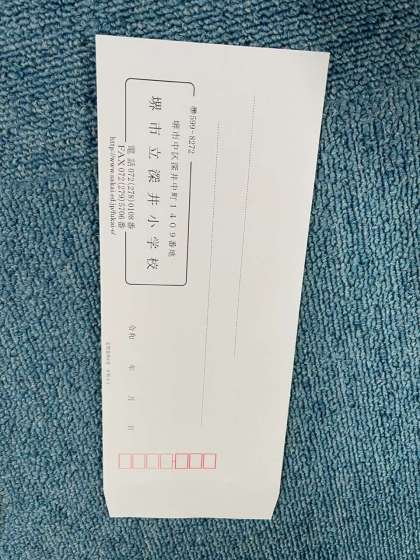 〠599-8272
堺市中区深井中町1409番地
堺市立深井小学校
電話 072(278)0108番
FAX 072(279)5706番
令和　年　月　日